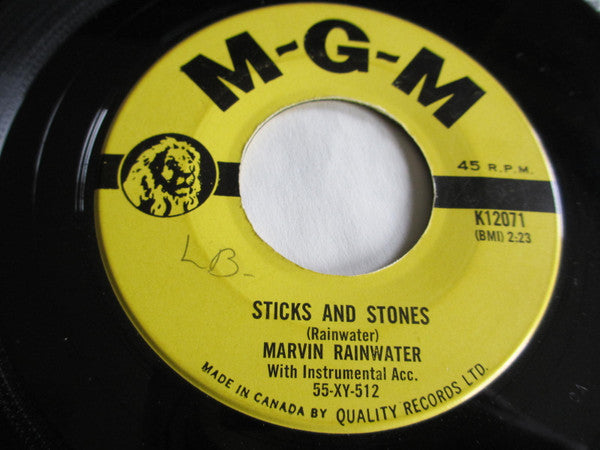 M-G-M
45 R.P.M.
K12071
(BMI) 2:23
LB-
STICKS AND STONES
(Rainwater)
MARVIN RAINWATER
With Instrumental Acc.
55-XY-512
MADE IN CANADA BY QUALITY RECORDS LTD.